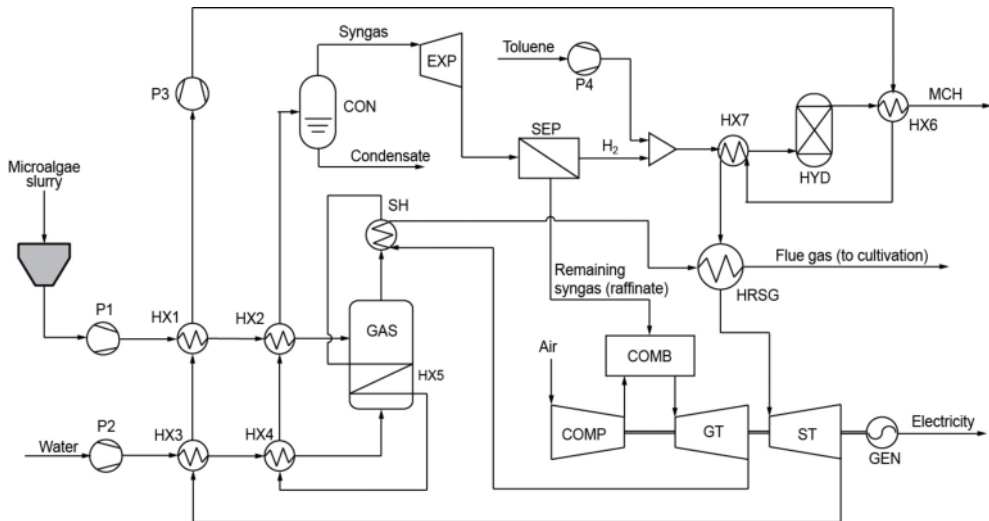 Syngas
EXP
Toluene
P4
P3
CON
SEP
H₂
HX7
MCH
HX6
HYD
Condensate
Microalgae
slurry
SH
Remaining
syngas (raffinate)
Flue gas (to cultivation)
HRSG
P1
HX1
HX2
GAS
HX5
Air
COMB
P2
HX3
HX4
Water
COMP
GT
ST
GEN
Electricity